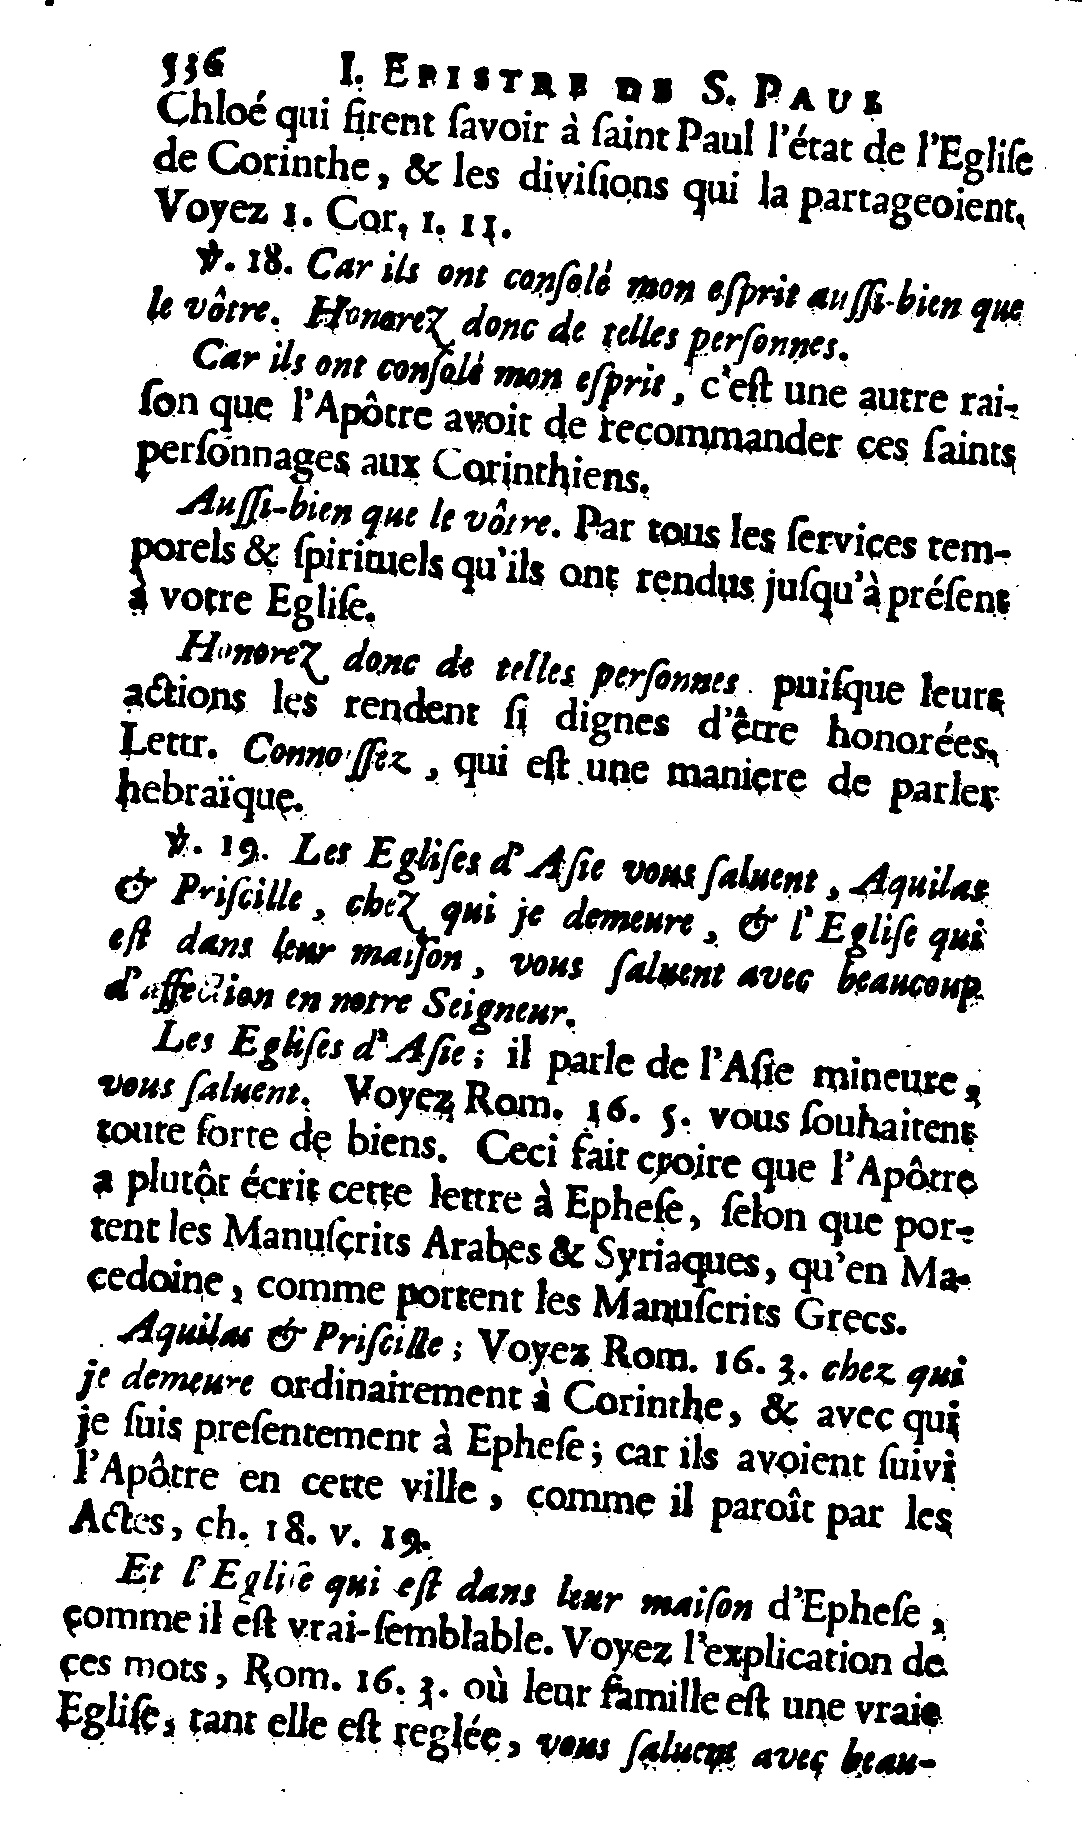 536 I. EPISTRE DE S. PAUL
Chloé qui firent ſavoir à ſaint Paul l'état de l'Egliſe
de Corinthe, & les diviſions qui la partageoient.
Voyez 1. Cor. 1. 11.
℣. 18. Car ils ont conſolé mon eſprit auſſi-bien que
le vôtre. Honorez donc de telles perſonnes.
Car ils ont conſolé mon eſprit, c'eſt une autre rai-
ſon que l'Apôtre avoit de recommander ces ſaints
perſonnages aux Corinthiens.
Auſſi-bien que le vôtre. Par tous les ſervices tem-
porels & ſpirituels qu'ils ont rendus juſqu'à préſent
à votre Egliſe.
Honorez donc de telles perſonnes puiſque leurs
actions les rendent ſi dignes d'être honorées,
Lettr. Connoiſſez, qui eſt une maniere de parler
hebraïque.
℣. 19. Les Egliſes d'Aſie vous ſaluent, Aquilas
& Priſcille, chez qui je demeure, & l'Egliſe qui
eſt dans leur maiſon, vous ſaluent avec beaucoup
d'affection en notre Seigneur.
Les Egliſes d'Aſie; il parle de l'Aſie mineure,
vous ſaluent. Voyez Rom. 16. 5. vous ſouhaitent
toute ſorte de biens. Ceci fait croire que l'Apôtre
a plutôt écrit cette lettre à Epheſe, ſelon que por-
tent les Manuſcrits Arabes & Syriaques, qu'en Ma-
cedoine, comme portent les Manuſcrits Grecs.
Aquilas & Priſcille; Voyez Rom. 16. 3. chez qui
je demeure ordinairement à Corinthe, & avec qui
je ſuis preſentement à Epheſe; car ils avoient ſuivi
l'Apôtre en cette ville, comme il paroît par les
Actes, ch. 18. v. 19.
Et l'Egliſe qui eſt dans leur maiſon d'Epheſe,
comme il eſt vrai-ſemblable. Voyez l'explication de
ces mots, Rom. 16. 3. où leur famille eſt une vraie
Egliſe, tant elle eſt reglée, vous ſaluent avec beau-